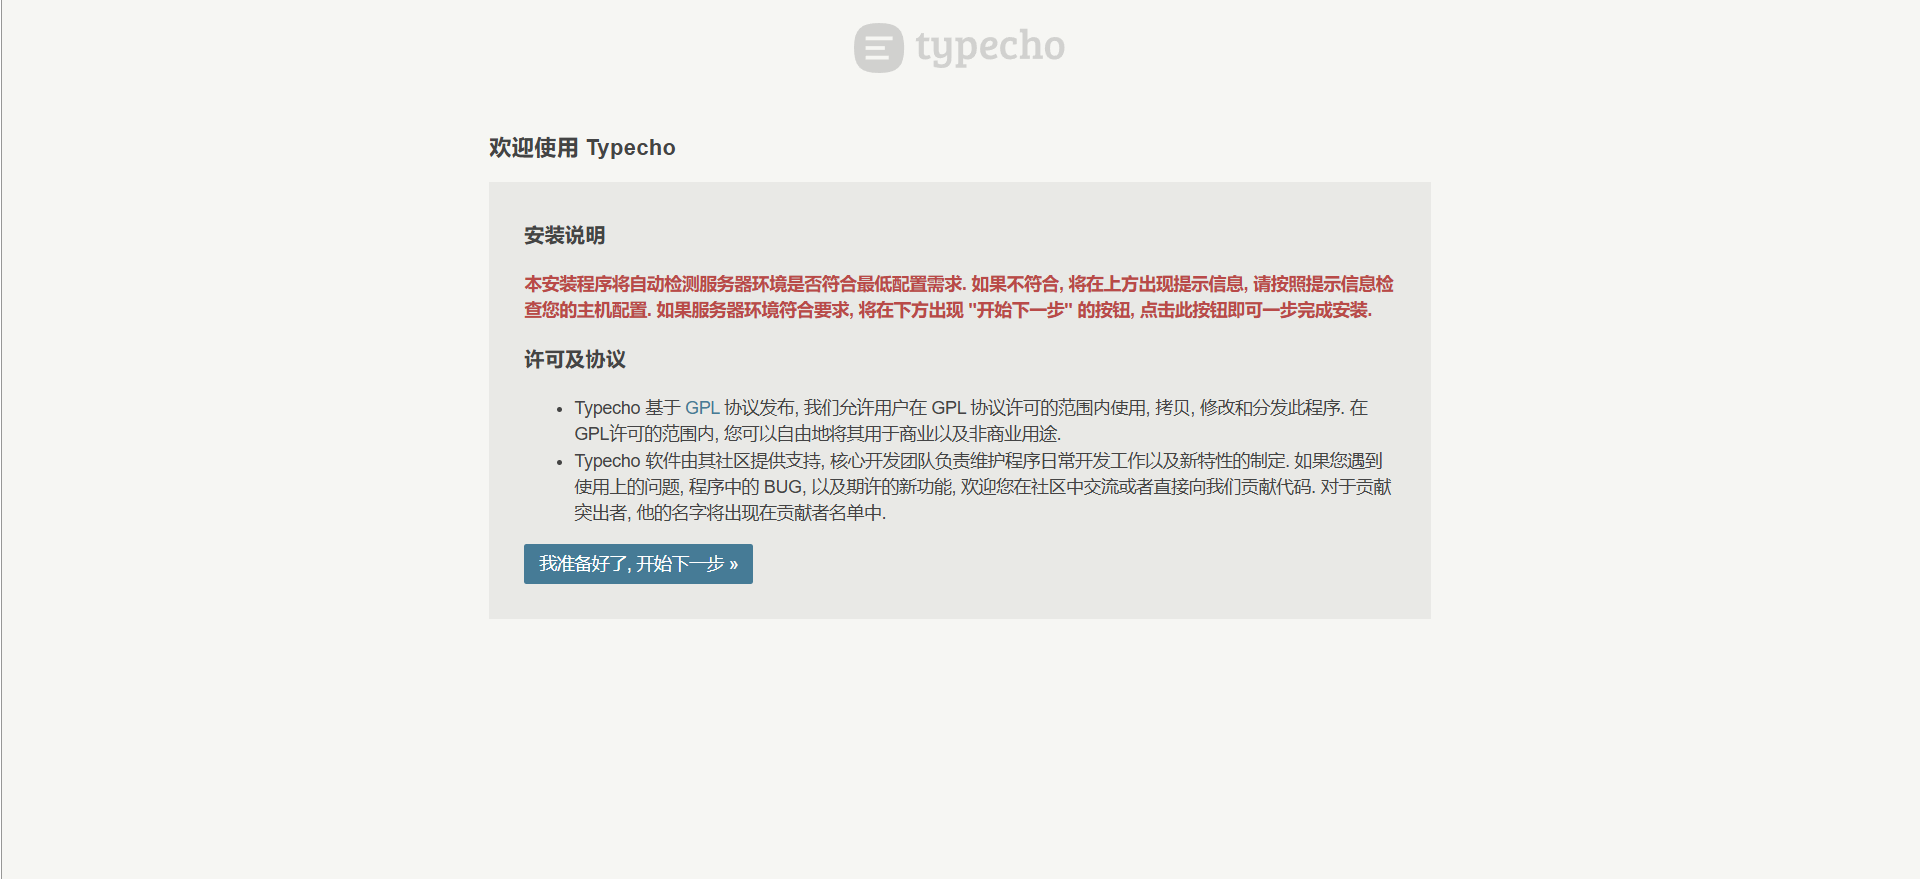 typecho
欢迎使用 Typecho
安装说明
本安装程序将自动检测服务器环境是否符合最低配置需求. 如果不符合, 将在上方出现提示信息, 请按照提示信息检
查您的主机配置. 如果服务器环境符合要求, 将在下方出现 "开始下一步" 的按钮, 点击此按钮即可一步完成安装.
许可及协议
Typecho 基于 GPL 协议发布, 我们允许用户在 GPL 协议许可的范围内使用, 拷贝, 修改和分发此程序. 在
GPL许可的范围内, 您可以自由地将其用于商业以及非商业用途.
Typecho 软件由其社区提供支持, 核心开发团队负责维护程序日常开发工作以及新特性的制定. 如果您遇到
使用上的问题, 程序中的 BUG, 以及期许的新功能, 欢迎您在社区中交流或者直接向我们贡献代码. 对于贡献
突出者, 他的名字将出现在贡献者名单中.
我准备好了, 开始下一步 »